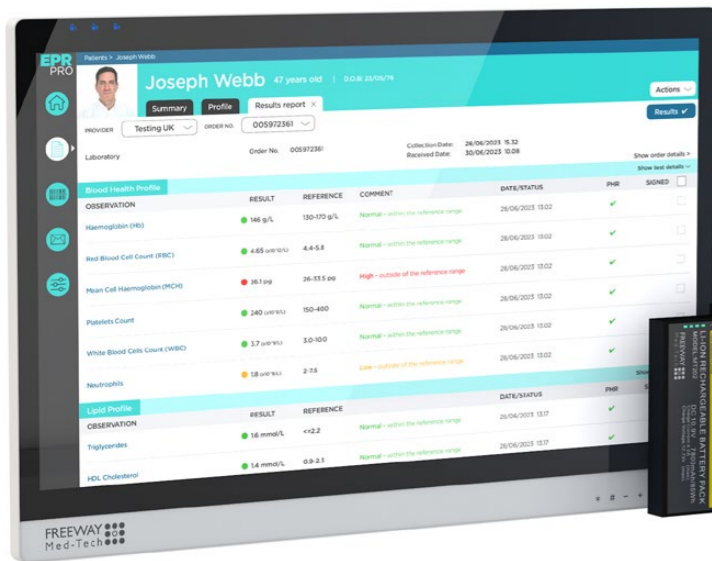 EPR PRO
Patients > Joseph Webb
Joseph Webb 47 years old | D.O.B: 23/05/76
Summary Profile Results report ×
Actions
PROVIDER Testing UK ORDER NO. 005972361
Results ✔
Laboratory Order No. 005972361 Collection Date: 28/06/2023 15.32
Received Date: 30/06/2023 10.08
Show order details >
Show test details
Blood Health Profile
OBSERVATION RESULT REFERENCE COMMENT DATE/STATUS PHR SIGNED
Haemoglobin (Hb) 146 g/L 130-170 g/L Normal - within the reference range 28/06/2023 13.02 ✔
Red Blood Cell Count (RBC) 4.65 4.4-5.8 Normal - within the reference range 28/06/2023 13.02 ✔
Mean Cell Haemoglobin (MCH) pg 26-33.5 pg High - outside of the reference range 28/06/2023 13.02 ✔
Platelets Count 240 150-400 Normal - within the reference range 28/06/2023 13.02 ✔
White Blood Cells Count (WBC) 3.7 3.0-10.0 Normal - within the reference range 28/06/2023 13.02 ✔
Neutrophils 1.8 2-7.5 Low - outside of the reference range 28/06/2023 13.02 ✔
Lipid Profile
OBSERVATION RESULT REFERENCE DATE/STATUS PHR
Triglycerides 1.6 mmol/L <=2.2 Normal - within the reference range 28/06/2023 13.17 ✔
HDL Cholesterol 1.4 mmol/L 0.9-2.3 Normal - within the reference range 28/06/2023 13.17 ✔
FREEWAY
Med-Tech
LI-ION RECHARGEABLE BATTERY PACK
MODEL:MT202 DC 10.9V 7800mAh/85Wh
FREEWAY
Med-Tech